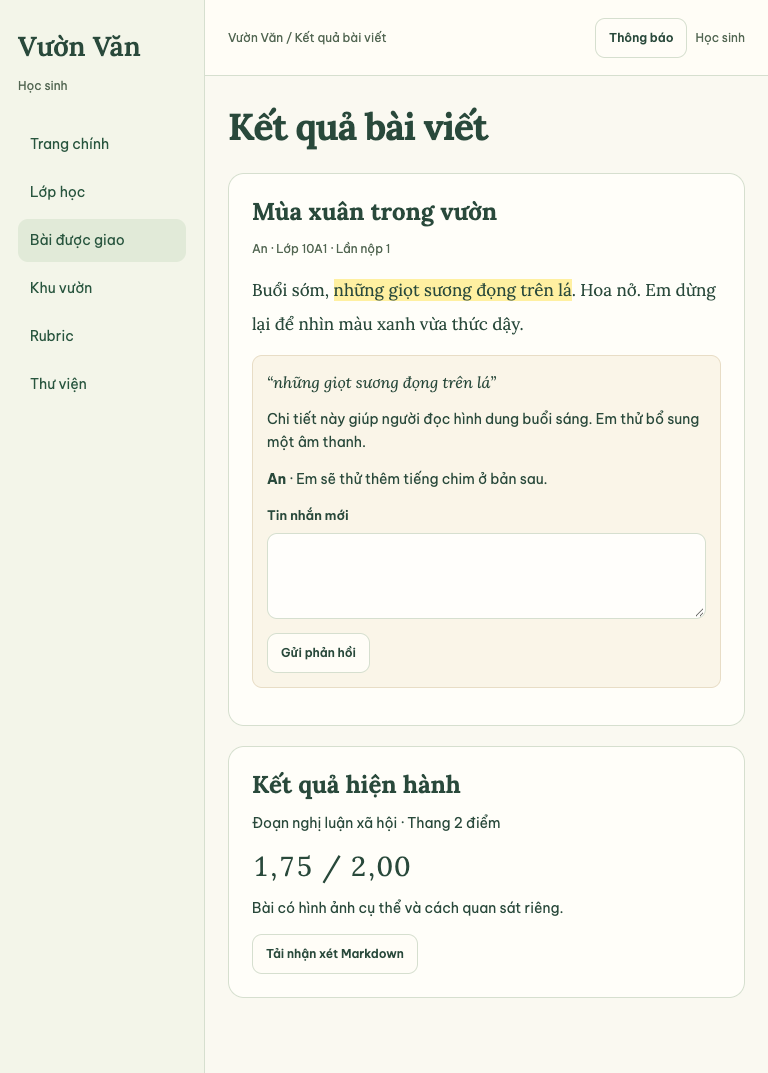 Vườn Văn
Học sinh
Trang chính
Lớp học
Bài được giao
Khu vườn
Rubric
Thư viện
Vườn Văn / Kết quả bài viết
Thông báo
Học sinh
Kết quả bài viết
Mùa xuân trong vườn
An · Lớp 10A1 · Lần nộp 1
Buổi sớm, những giọt sương đọng trên lá. Hoa nở. Em dừng
lại để nhìn màu xanh vừa thức dậy.
“những giọt sương đọng trên lá”
Chi tiết này giúp người đọc hình dung buổi sáng. Em thử bổ sung
một âm thanh.
An · Em sẽ thử thêm tiếng chim ở bản sau.
Tin nhắn mới
Gửi phản hồi
Kết quả hiện hành
Đoạn nghị luận xã hội · Thang 2 điểm
1,75 / 2,00
Bài có hình ảnh cụ thể và cách quan sát riêng.
Tải nhận xét Markdown